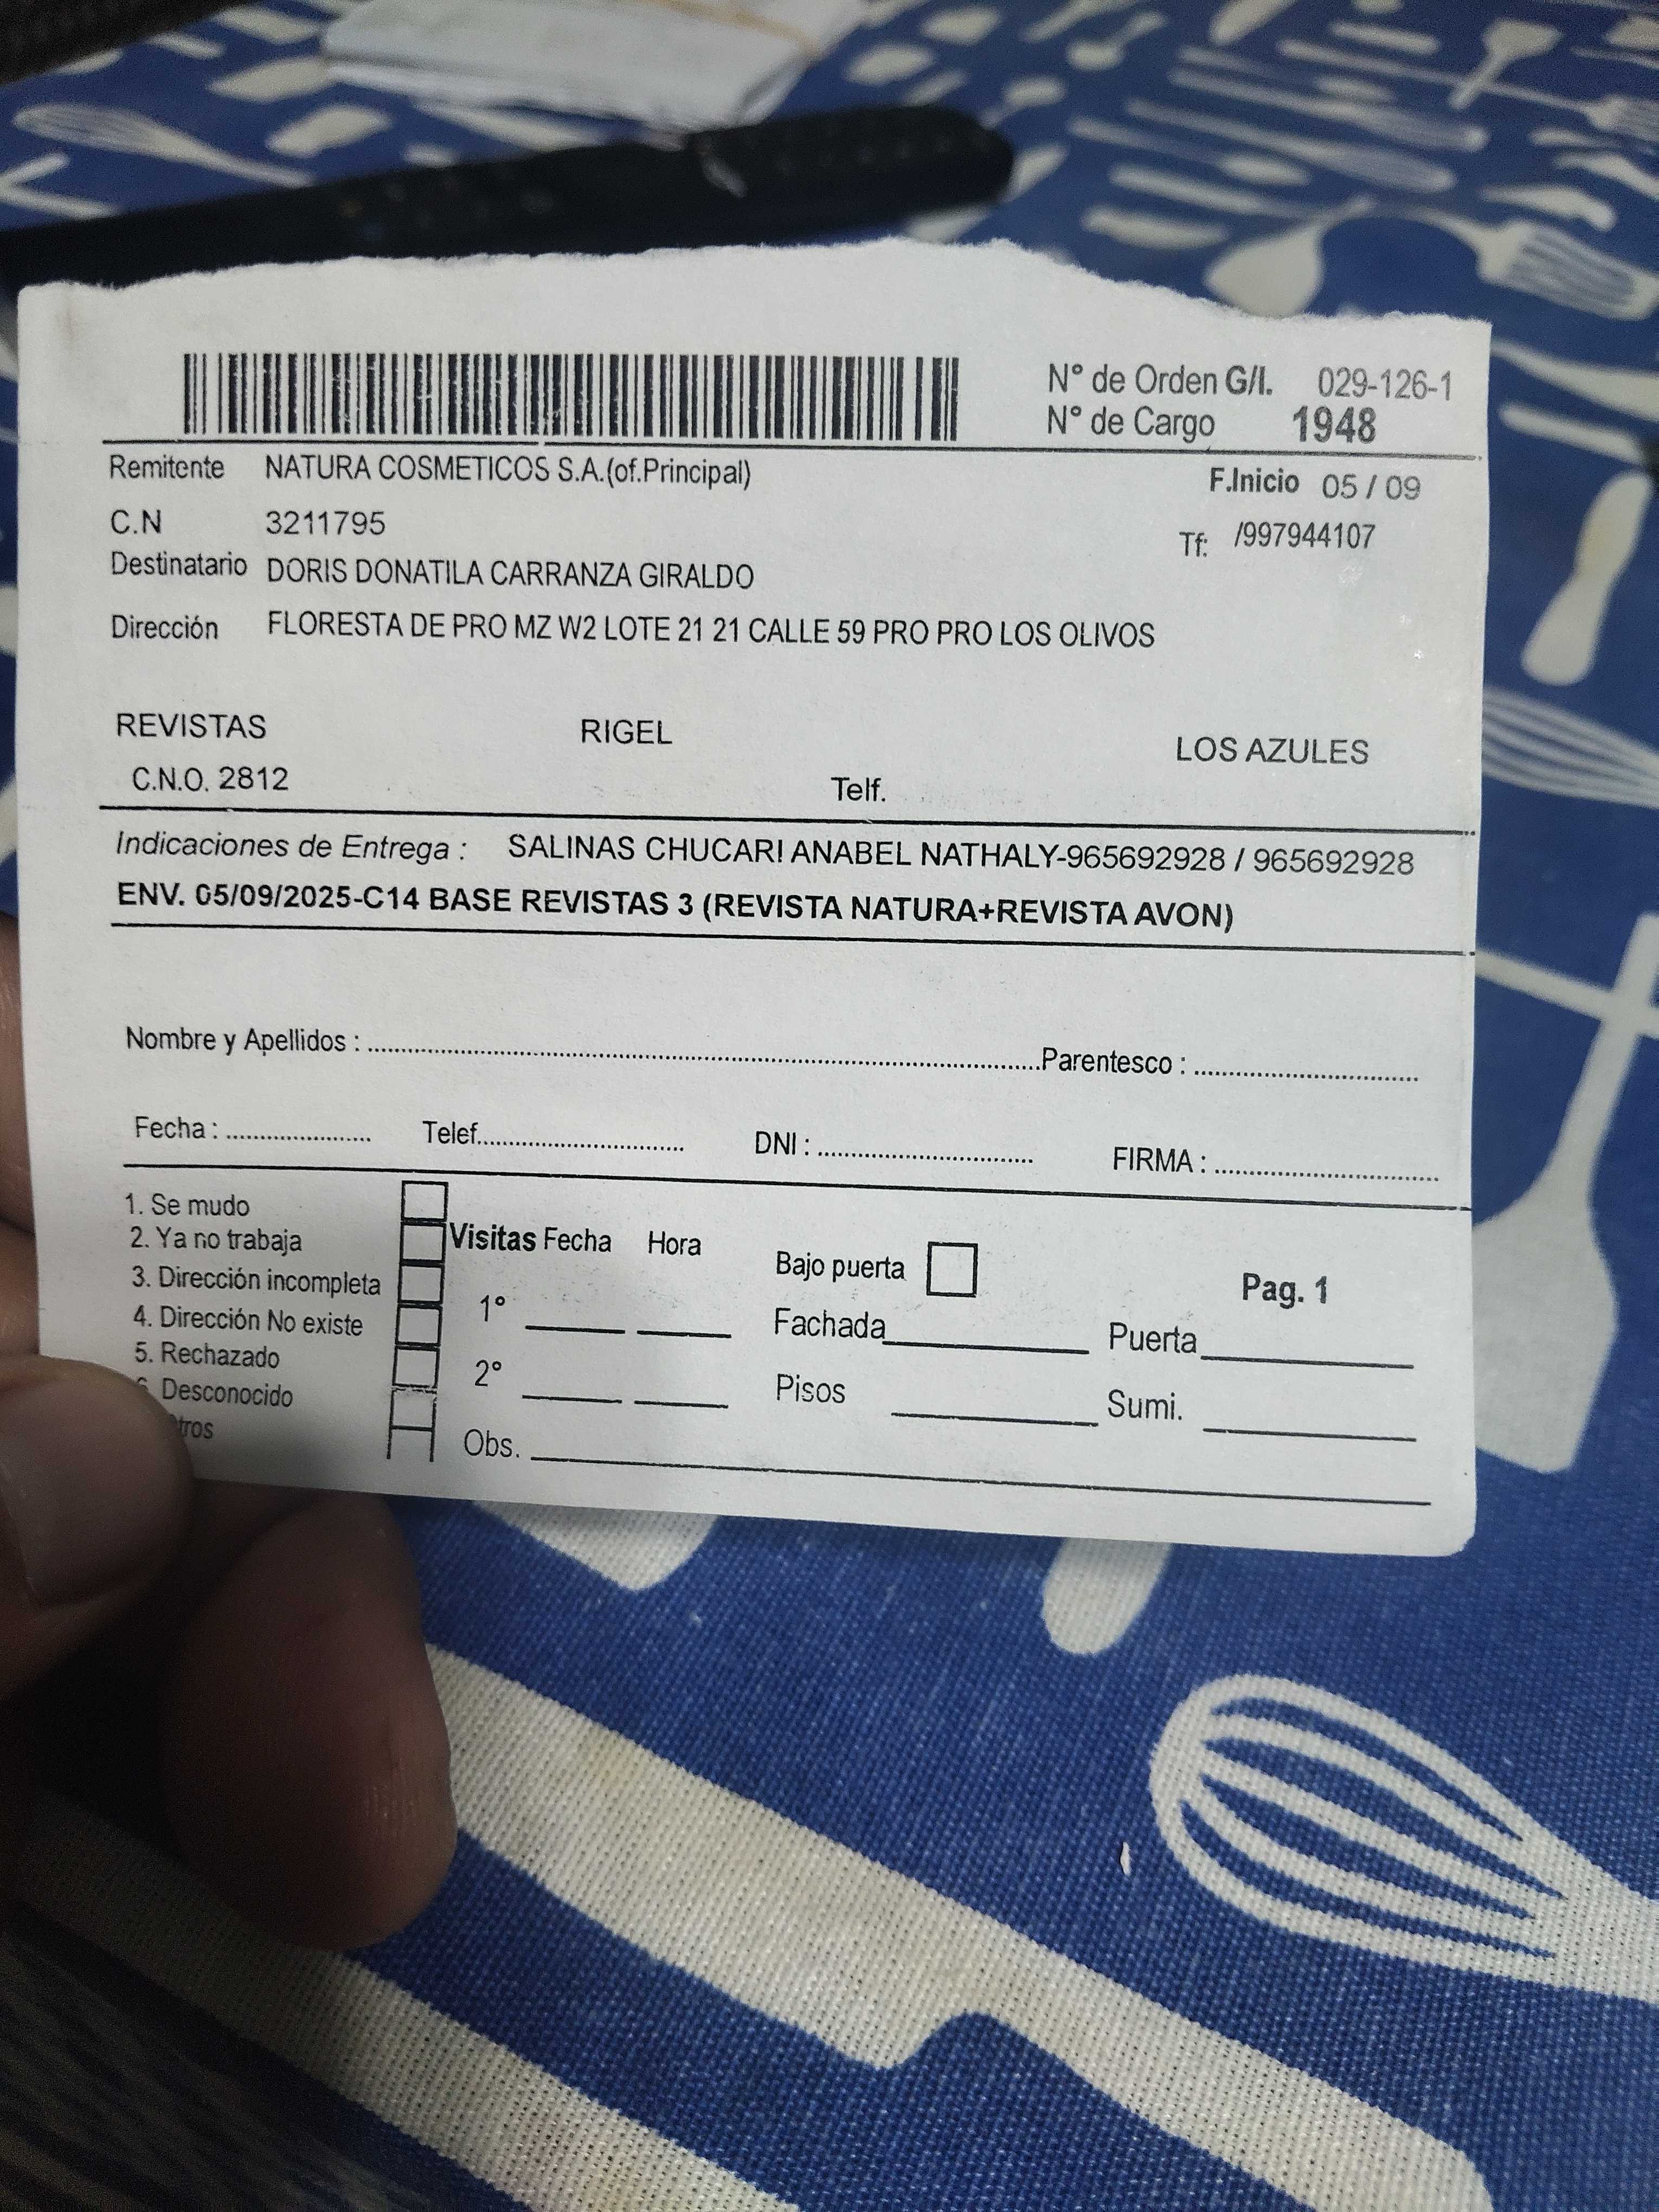 N° de Orden G/I. 029-126-1
N° de Cargo 1948
Remitente NATURA COSMETICOS S.A.(of.Principal)
F.Inicio 05 / 09
C.N 3211795
Tf: /997944107
Destinatario DORIS DONATILA CARRANZA GIRALDO
Dirección FLORESTA DE PRO MZ W2 LOTE 21 21 CALLE 59 PRO PRO LOS OLIVOS
REVISTAS RIGEL LOS AZULES
C.N.O. 2812 Telf.
Indicaciones de Entrega : SALINAS CHUCARI ANABEL NATHALY-965692928 / 965692928
ENV. 05/09/2025-C14 BASE REVISTAS 3 (REVISTA NATURA+REVISTA AVON)
Nombre y Apellidos : Parentesco :
Fecha : Telef. DNI : FIRMA :
1. Se mudo
2. Ya no trabaja
3. Dirección incompleta
4. Dirección No existe
5. Rechazado
6. Desconocido
tros
Visitas Fecha Hora
1°
2°
Obs.
Bajo puerta
Pag. 1
Fachada Puerta
Pisos Sumi.